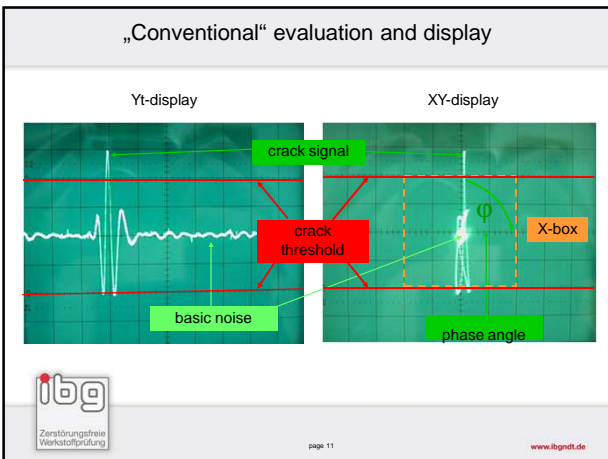 „Conventional“ evaluation and display
Yt-display
XY-display
crack signal
crack
threshold
φ
X-box
basic noise
phase angle
ibg
Zerstörungsfreie
Werkstoffprüfung
page 11
www.ibgndt.de